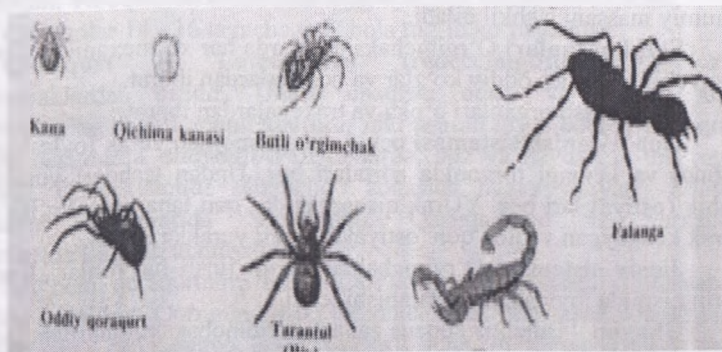 Kana
Qichima kanasi
Butli o'rgimchak
Falanga
Oddiy qoraqurt
Tarantul